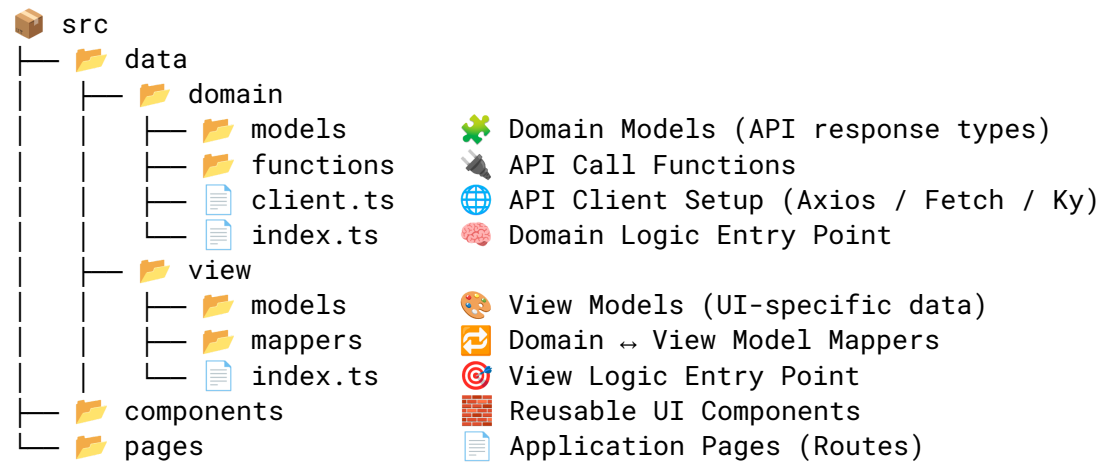 📦 src
├── 📂 data
│   ├── 📂 domain
│   │   ├── 📂 models 🧩 Domain Models (API response types)
│   │   ├── 📂 functions 🔌 API Call Functions
│   │   ├── 📄 client.ts 🌐 API Client Setup (Axios / Fetch / Ky)
│   │   └── 📄 index.ts 🧠 Domain Logic Entry Point
│   ├── 📂 view
│   │   ├── 📂 models 🎨 View Models (UI-specific data)
│   │   ├── 📂 mappers 🔁 Domain ↔ View Model Mappers
│   │   └── 📄 index.ts 🎯 View Logic Entry Point
├── 📂 components 🧱 Reusable UI Components
└── 📂 pages 📄 Application Pages (Routes)